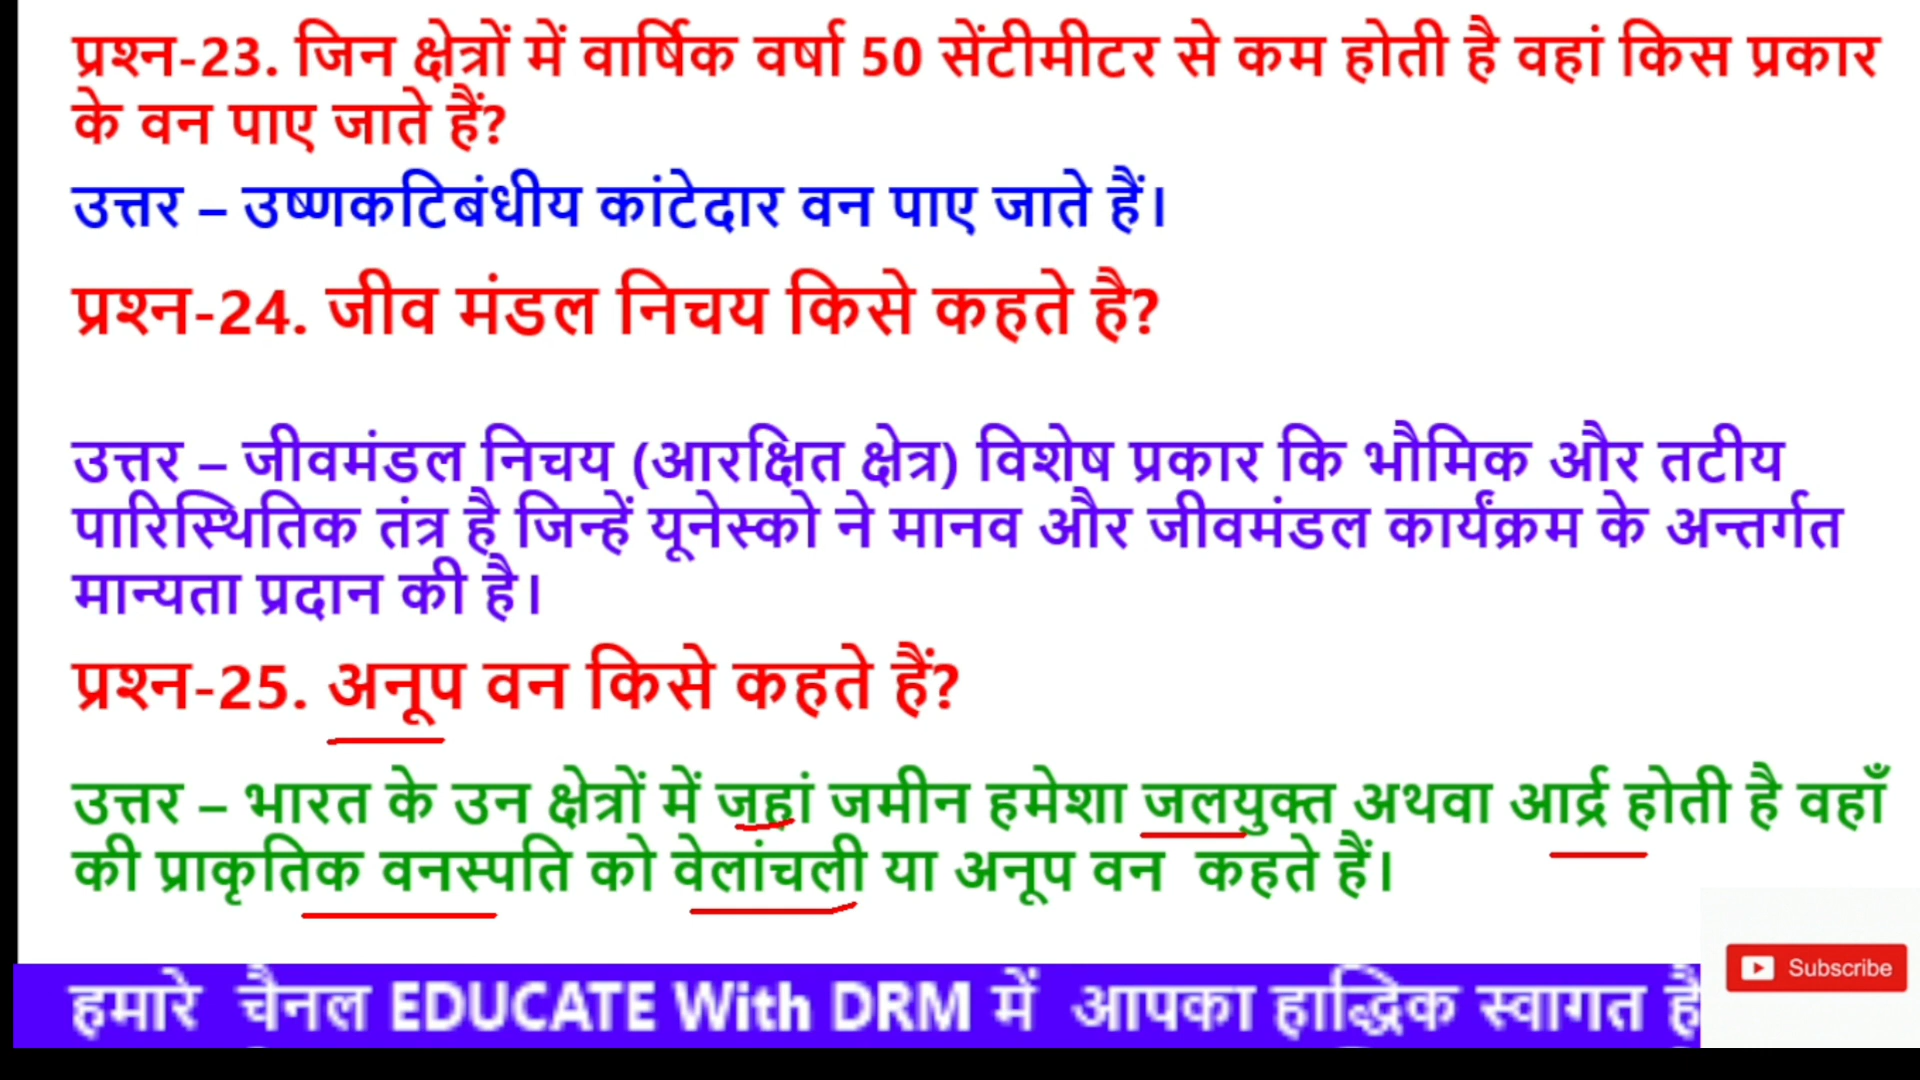 प्रश्न-23. जिन क्षेत्रों में वार्षिक वर्षा 50 सेंटीमीटर से कम होती है वहां किस प्रकार
के वन पाए जाते हैं?
उत्तर – उष्णकटिबंधीय कांटेदार वन पाए जाते हैं।
प्रश्न-24. जीव मंडल निचय किसे कहते है?
उत्तर – जीवमंडल निचय (आरक्षित क्षेत्र) विशेष प्रकार कि भौमिक और तटीय
पारिस्थितिक तंत्र है जिन्हें यूनेस्को ने मानव और जीवमंडल कार्यंक्रम के अन्तर्गत
मान्यता प्रदान की है।
प्रश्न-25. अनूप वन किसे कहते हैं?
उत्तर – भारत के उन क्षेत्रों में जहां जमीन हमेशा जलयुक्त अथवा आर्द्र होती है वहाँ
की प्राकृतिक वनस्पति को वेलांचली या अनूप वन कहते हैं।
हमारे चैनल EDUCATE With DRM में आपका हाद्धिक स्वागत है
Subscribe